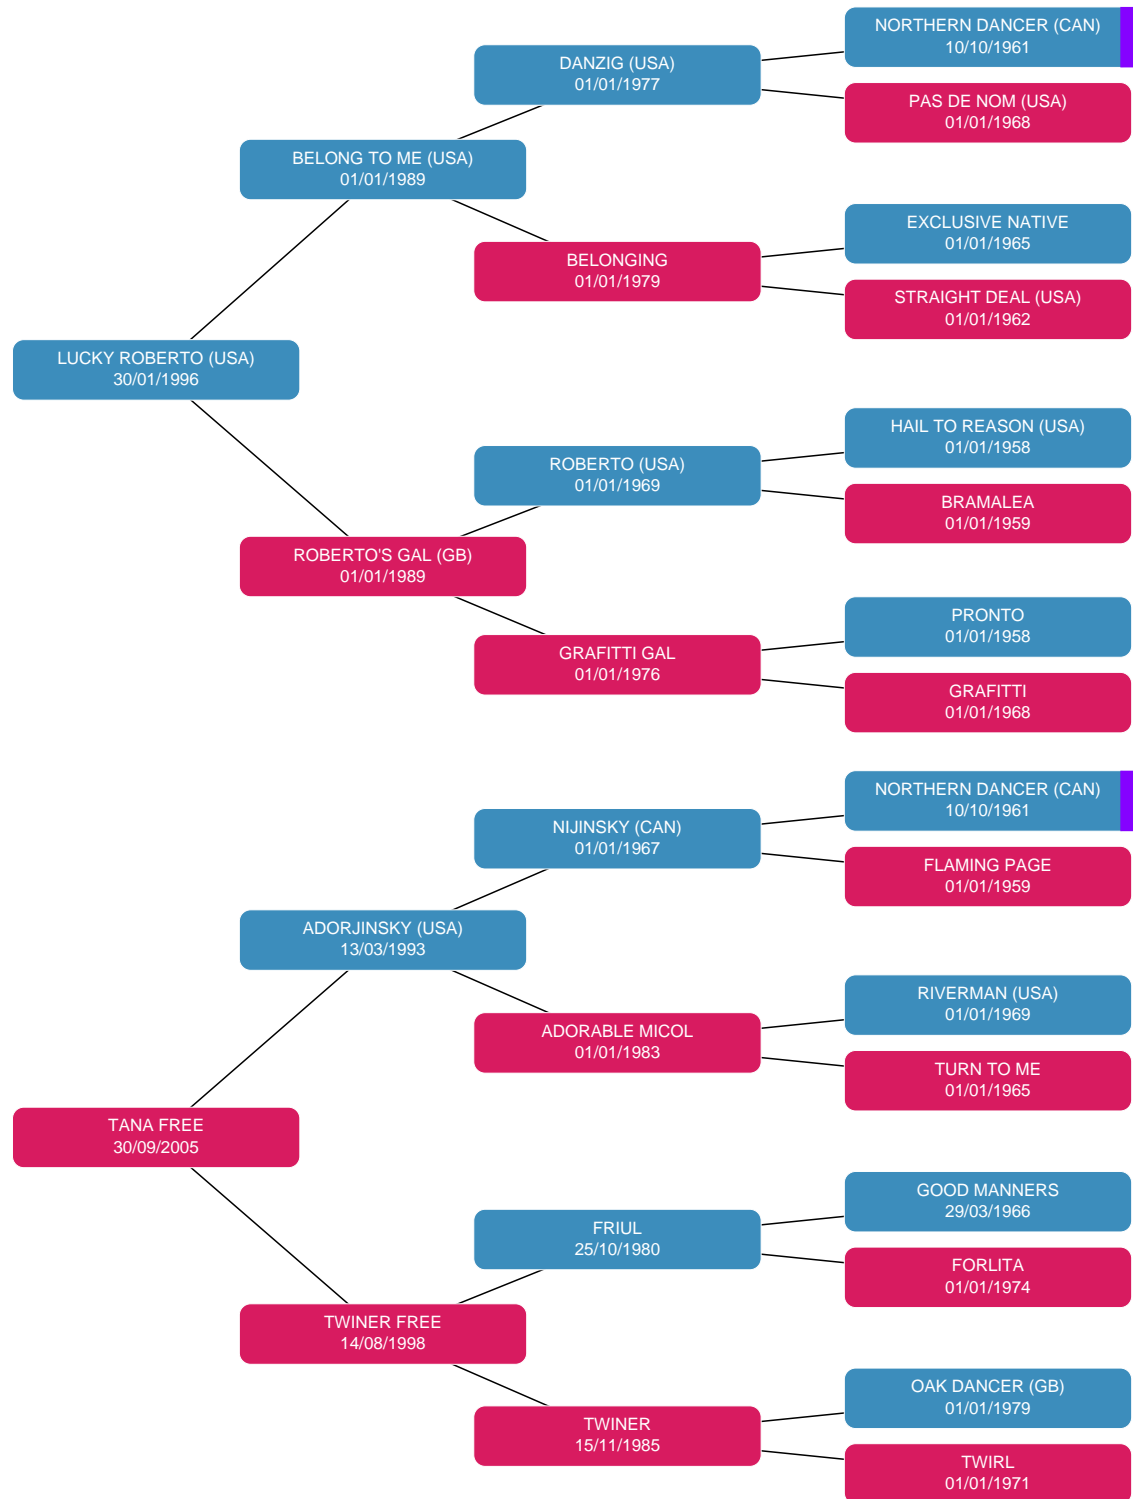 NORTHERN DANCER (CAN)
10/10/1961
DANZIG (USA)
01/01/1977
PAS DE NOM (USA)
01/01/1968
BELONG TO ME (USA)
01/01/1989
EXCLUSIVE NATIVE
01/01/1965
BELONGING
01/01/1979
STRAIGHT DEAL (USA)
01/01/1962
LUCKY ROBERTO (USA)
30/01/1996
HAIL TO REASON (USA)
01/01/1958
ROBERTO (USA)
01/01/1969
BRAMALEA
01/01/1959
ROBERTO'S GAL (GB)
01/01/1989
PRONTO
01/01/1958
GRAFITTI GAL
01/01/1976
GRAFITTI
01/01/1968
NORTHERN DANCER (CAN)
10/10/1961
NIJINSKY (CAN)
01/01/1967
FLAMING PAGE
01/01/1959
ADORJINSKY (USA)
13/03/1993
RIVERMAN (USA)
01/01/1969
ADORABLE MICOL
01/01/1983
TURN TO ME
01/01/1965
TANA FREE
30/09/2005
GOOD MANNERS
29/03/1966
FRIUL
25/10/1980
FORLITA
01/01/1974
TWINER FREE
14/08/1998
OAK DANCER (GB)
01/01/1979
TWINER
15/11/1985
TWIRL
01/01/1971